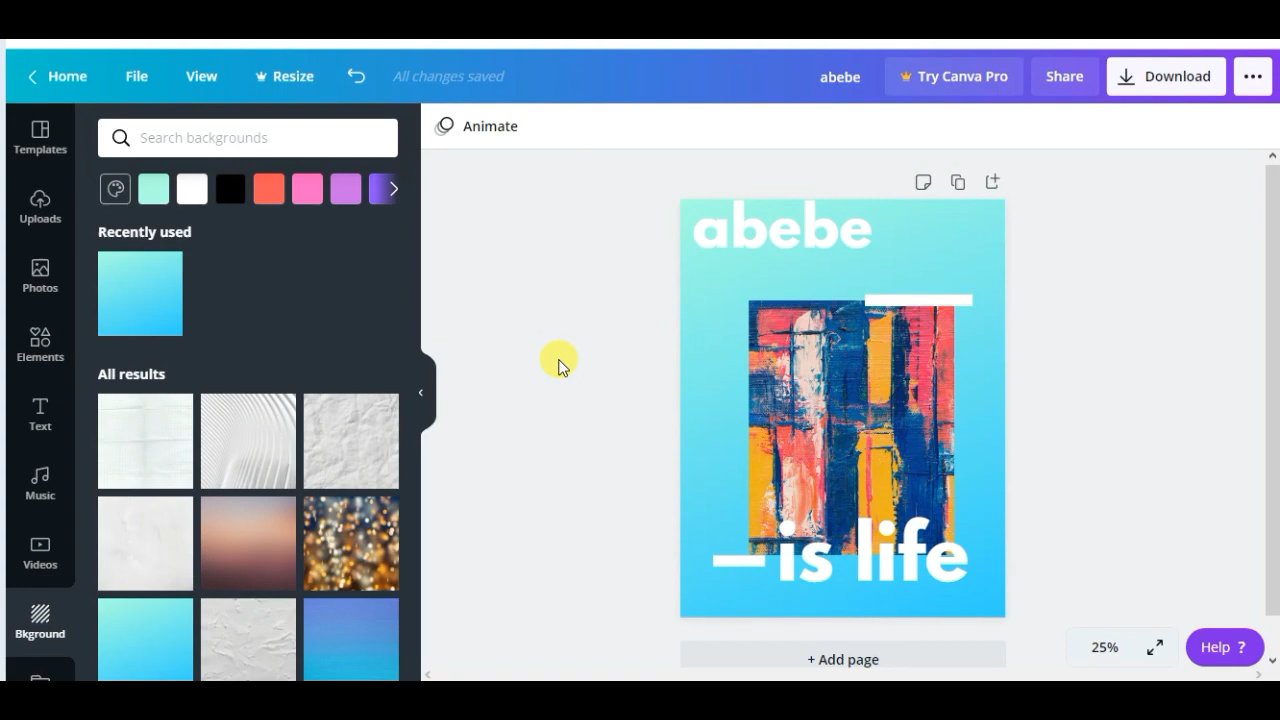 Home File View Resize All changes saved abebe Try Canva Pro Share Download
Templates
Uploads
Photos
Elements
Text
Music
Videos
Bkground
Search backgrounds
Recently used
All results
Animate
abebe
is life
+ Add page
25% Help ?